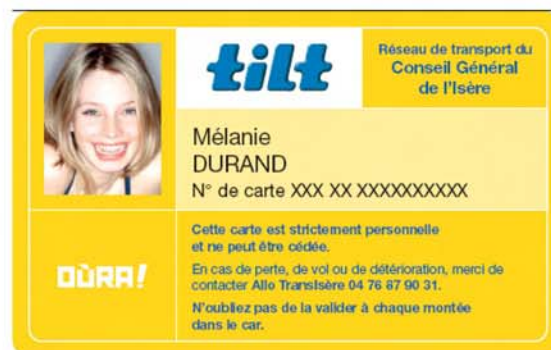 tilt
Réseau de transport du
Conseil Général
de l'Isère
Mélanie
DURAND
N° de carte XXX XX XXXXXXXXXX
OÙRA!
Cette carte est strictement personnelle
et ne peut être cédée.
En cas de perte, de vol ou de détérioration, merci de
contacter Allo Transisère 04 76 87 90 31.
N'oubliez pas de la valider à chaque montée
dans le car.